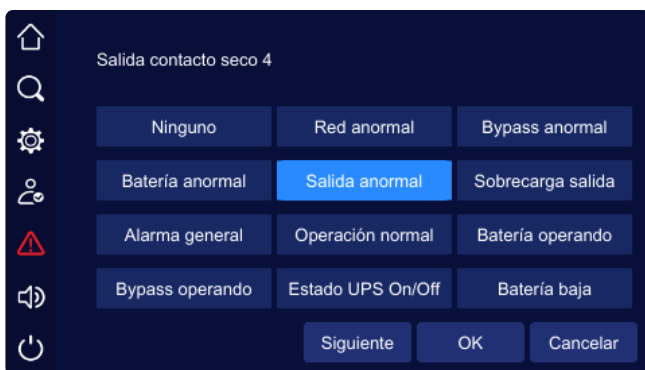 Salida contacto seco 4
Ninguno Red anormal Bypass anormal
Batería anormal Salida anormal Sobrecarga salida
Alarma general Operación normal Batería operando
Bypass operando Estado UPS On/Off Batería baja
Siguiente OK Cancelar